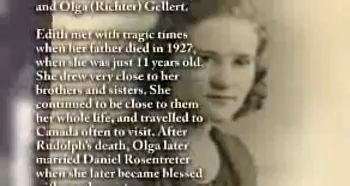 and Olga (Richter) Gellert.
Edith met with tragic times
when her father died in 1927,
when she was just 11 years old.
She drew very close to her
brothers and sisters. She
continued to be close to them
her whole life, and travelled to
Canada often to visit. After
Rudolph's death, Olga later
married Daniel Rosentreter
when she later became blessed